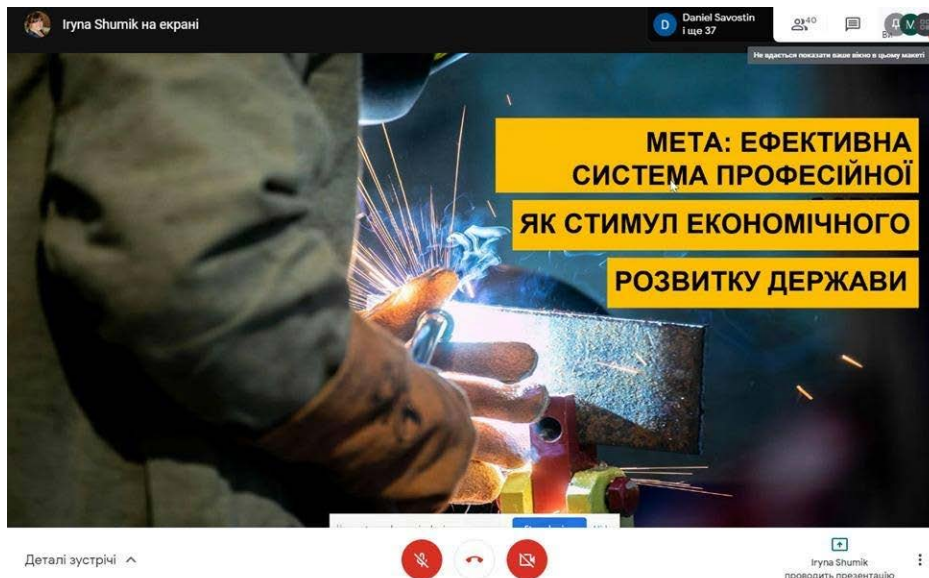 Iryna Shumik на екрані
D
Daniel Savostin
і ще 37
40
Ви
M
Не вдається показати ваше вікно в цьому макеті
МЕТА: ЕФЕКТИВНА
СИСТЕМА ПРОФЕСІЙНОЇ
ЯК СТИМУЛ ЕКОНОМІЧНОГО
РОЗВИТКУ ДЕРЖАВИ
Деталі зустрічі
Iryna Shumik
проводить презентацію